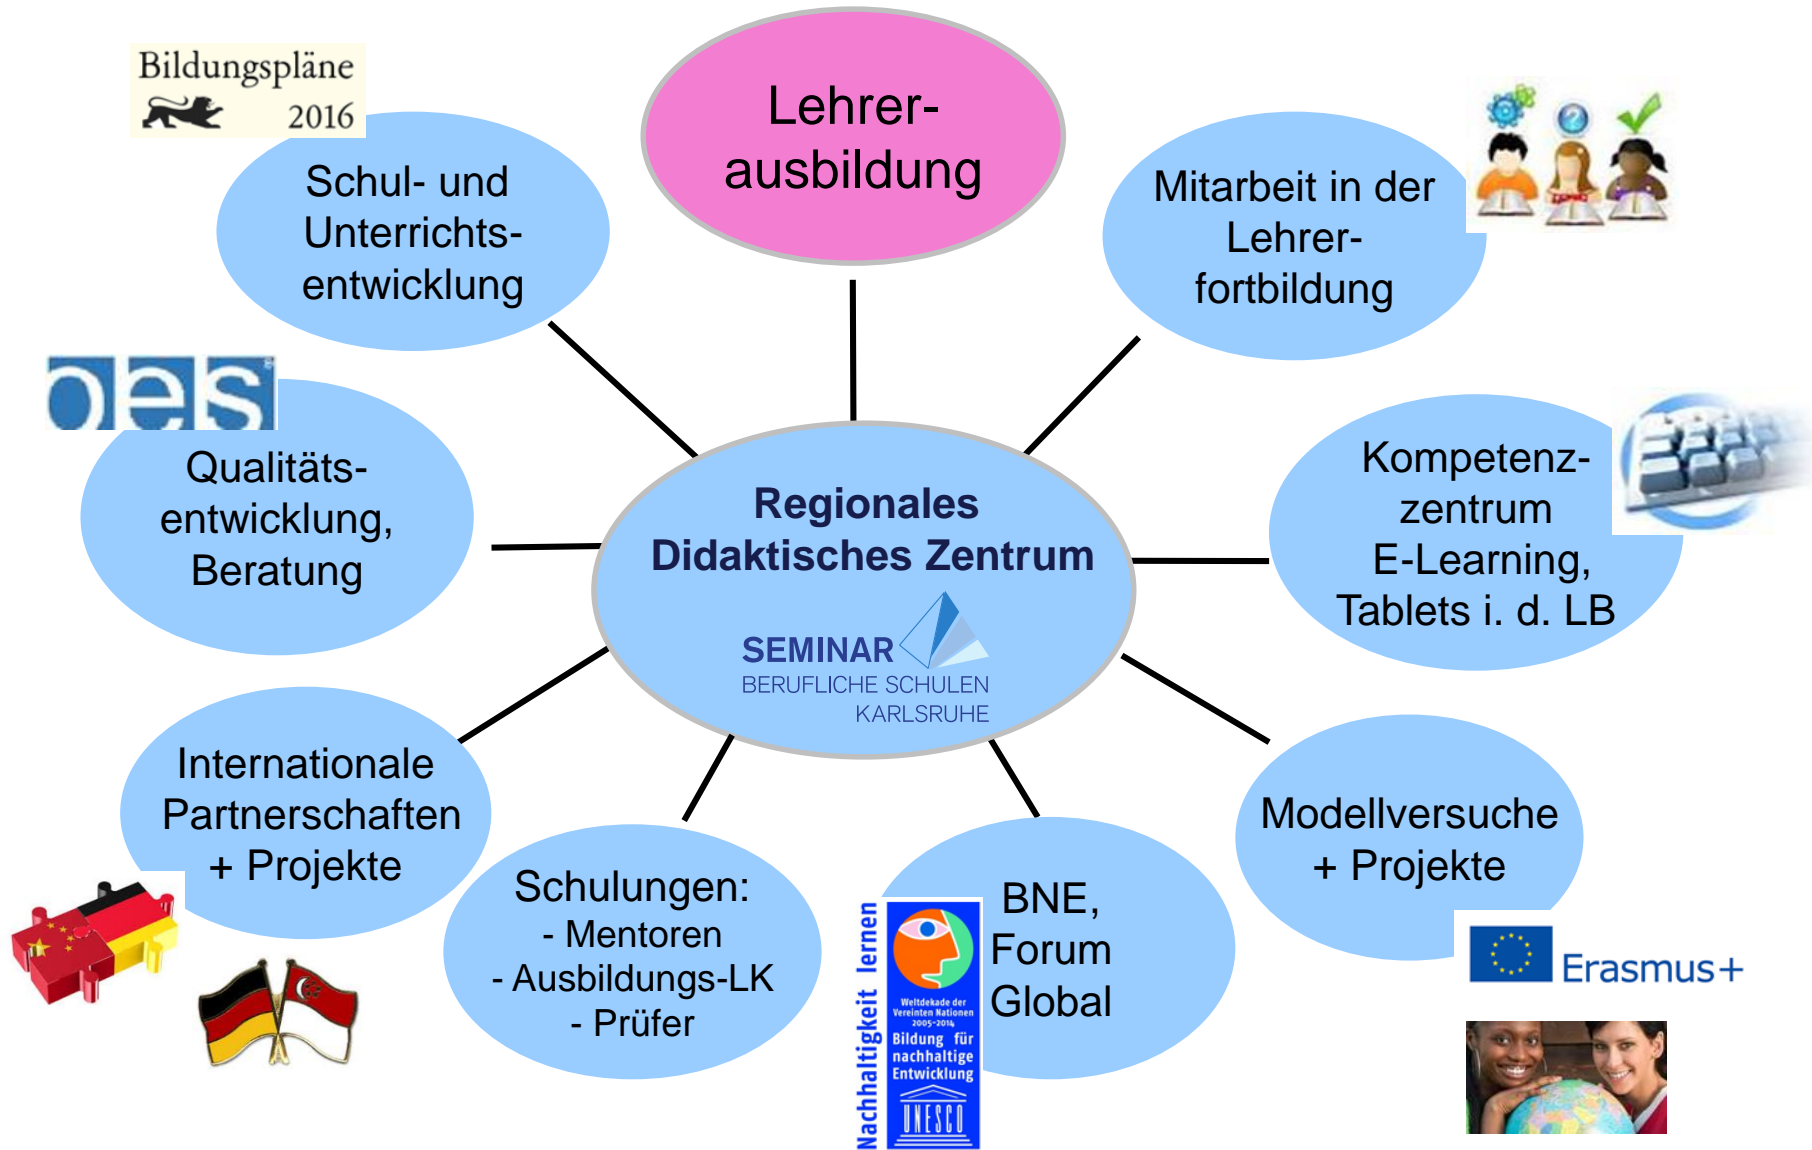 Bildungspläne
2016
Lehrer-
ausbildung
Schul- und
Unterrichts-
entwicklung
Mitarbeit in der
Lehrer-
fortbildung
oes
Qualitäts-
entwicklung,
Beratung
Kompetenz-
zentrum
E-Learning,
Tablets i. d. LB
Regionales
Didaktisches Zentrum
SEMINAR
BERUFLICHE SCHULEN
KARLSRUHE
Internationale
Partnerschaften
+ Projekte
Schulungen:
- Mentoren
- Ausbildungs-LK
- Prüfer
Nachhaltigkeit lernen
Weltdekade der
Vereinten Nationen
2005-2014
Bildung für
nachhaltige
Entwicklung
UNESCO
BNE,
Forum
Global
Modellversuche
+ Projekte
Erasmus+